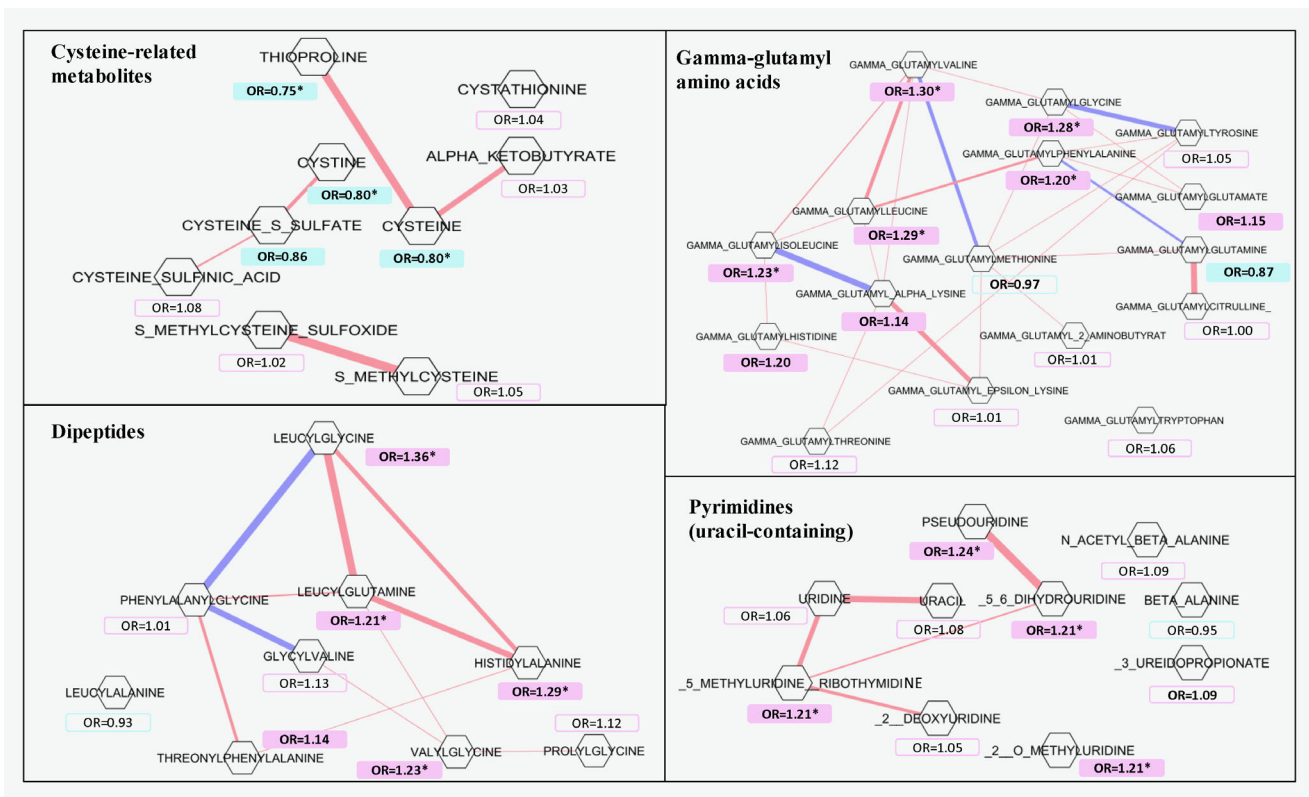 Cysteine-related
metabolites
THIOPROLINE
OR=0.75*
CYSTATHIONINE
OR=1.04
CYSTINE
OR=0.80*
ALPHA_KETOBUTYRATE
OR=1.03
CYSTEINE_S_SULFATE
OR=0.86
CYSTEINE
OR=0.80*
CYSTEINE_SULFINIC_ACID
OR=1.08
S_METHYLCYSTEINE_SULFOXIDE
OR=1.02
S_METHYLCYSTEINE
OR=1.05
Gamma-glutamyl
amino acids
GAMMA_GLUTAMYLVALINE
OR=1.30*
GAMMA_GLUTAMYLGLYCINE
OR=1.28*
GAMMA_GLUTAMYLTYROSINE
OR=1.05
GAMMA_GLUTAMYLPHENYLALANINE
OR=1.20*
GAMMA_GLUTAMYLGLUTAMATE
OR=1.15
GAMMA_GLUTAMYLLEUCINE
OR=1.29*
GAMMA_GLUTAMYLISOLEUCINE
OR=1.23*
GAMMA_GLUTAMYLMETHIONINE
OR=0.97
GAMMA_GLUTAMYLGLUTAMINE
OR=0.87
GAMMA_GLUTAMYL_ALPHA_LYSINE
OR=1.14
GAMMA_GLUTAMYLCITRULLINE_
OR=1.00
GAMMA_GLUTAMYLHISTIDINE
OR=1.20
GAMMA_GLUTAMYL_2_AMINOBUTYRAT
OR=1.01
GAMMA_GLUTAMYL_EPSILON_LYSINE
OR=1.01
GAMMA_GLUTAMYLTRYPTOPHAN
OR=1.06
GAMMA_GLUTAMYLTHREONINE
OR=1.12
Dipeptides
LEUCYLGLYCINE
OR=1.36*
PHENYLALANYLGLYCINE
OR=1.01
LEUCYLGLUTAMINE
OR=1.21*
GLYCYLVALINE
OR=1.13
HISTIDYLALANINE
OR=1.29*
LEUCYLALANINE
OR=0.93
OR=1.14
THREONYLPHENYLALANINE
VALYLGLYCINE
OR=1.23*
OR=1.12
PROLYLGLYCINE
Pyrimidines
(uracil-containing)
PSEUDOURIDINE
OR=1.24*
N_ACETYL_BETA_ALANINE
OR=1.09
URIDINE
OR=1.06
URACIL
OR=1.08
_5_6_DIHYDROURIDINE
OR=1.21*
BETA_ALANINE
OR=0.95
_3_UREIDOPROPIONATE
OR=1.09
_5_METHYLURIDINE__RIBOTHYMIDINE
OR=1.21*
_2__DEOXYURIDINE
OR=1.05
_2__O_METHYLURIDINE
OR=1.21*